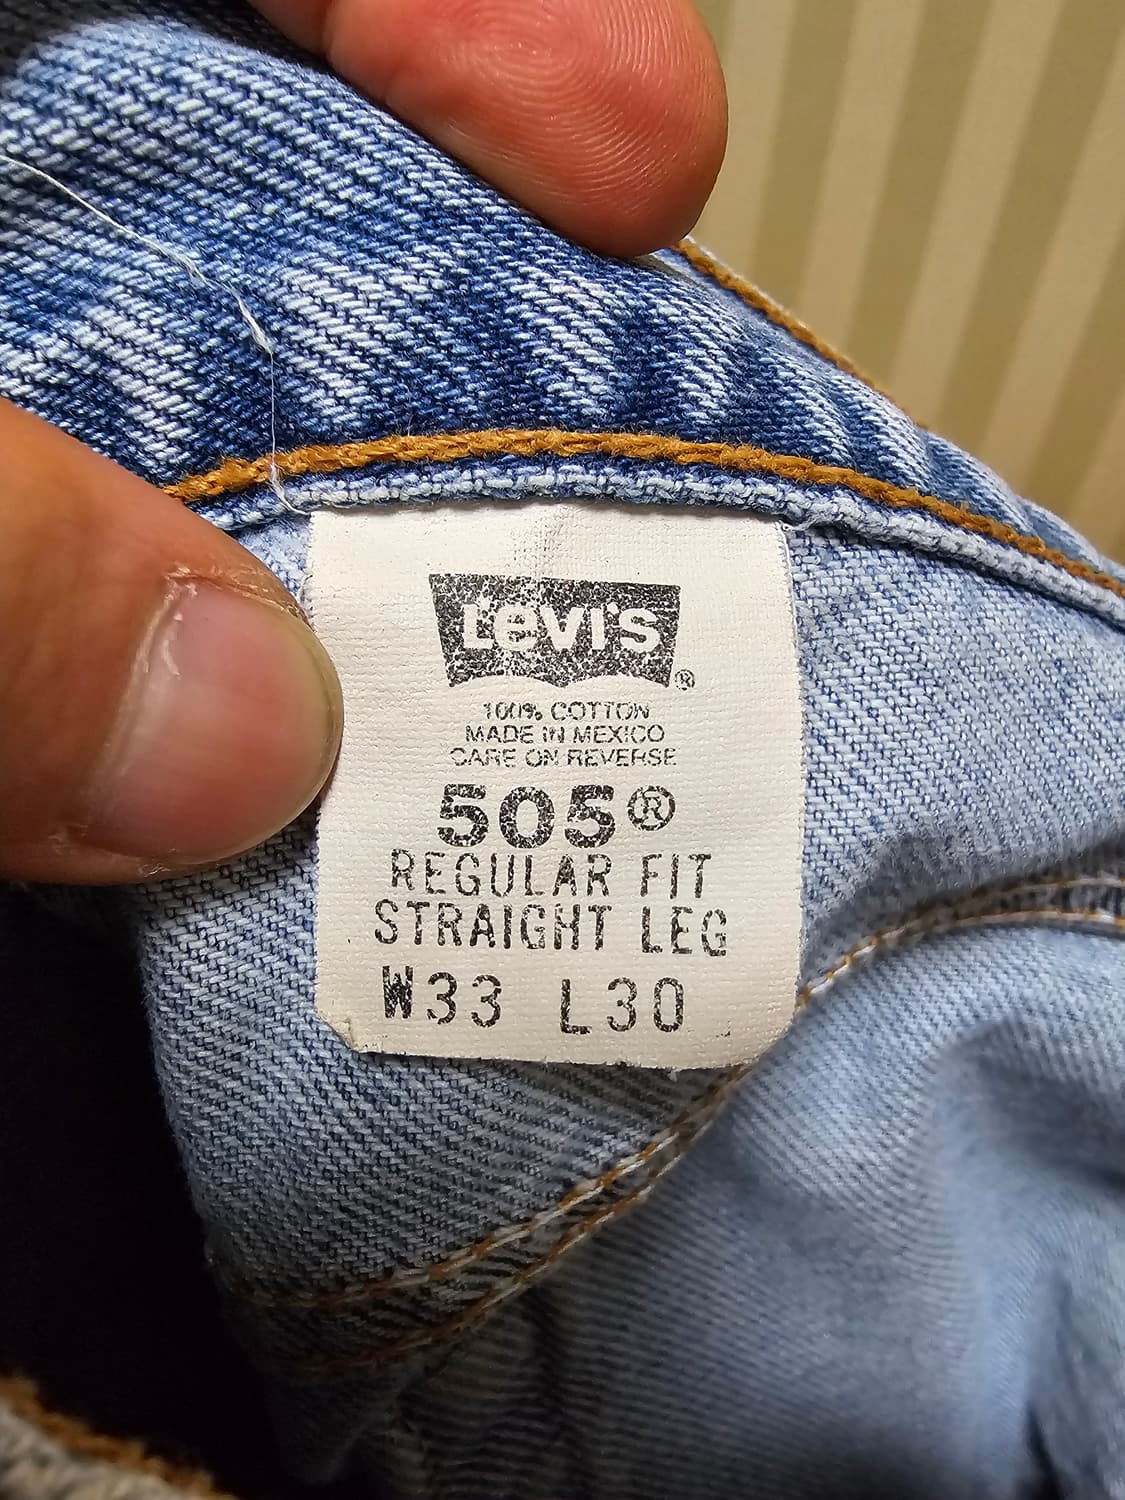 Levi's®
100% COTTON
MADE IN MEXICO
CARE ON REVERSE
505®
REGULAR FIT
STRAIGHT LEG
W33 L30